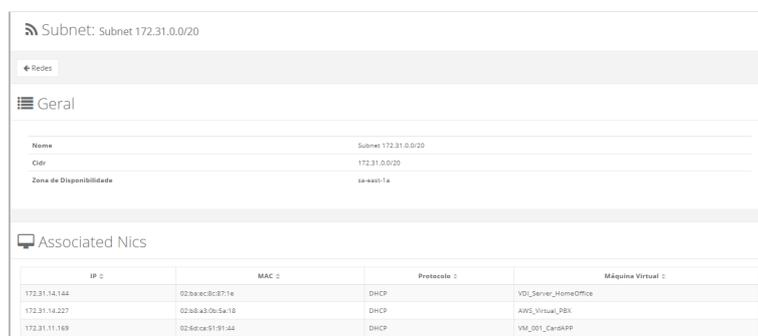 Subnet: Subnet 172.31.0.0/20
Redes
Geral
Nome Subnet 172.31.0.0/20
Cidr 172.31.0.0/20
Zona de Disponibilidade sa-east-1a
Associated Nics
IP MAC Protocolo Máquina Virtual
172.31.14.144 02:ba:ec:8c:87:1e DHCP VDI_Server_HomeOffice
172.31.14.227 02:b8:a3:0b:5a:18 DHCP AWS_Virtual_PBX
172.31.11.169 02:6d:ca:51:91:44 DHCP VM_001_CardAPP